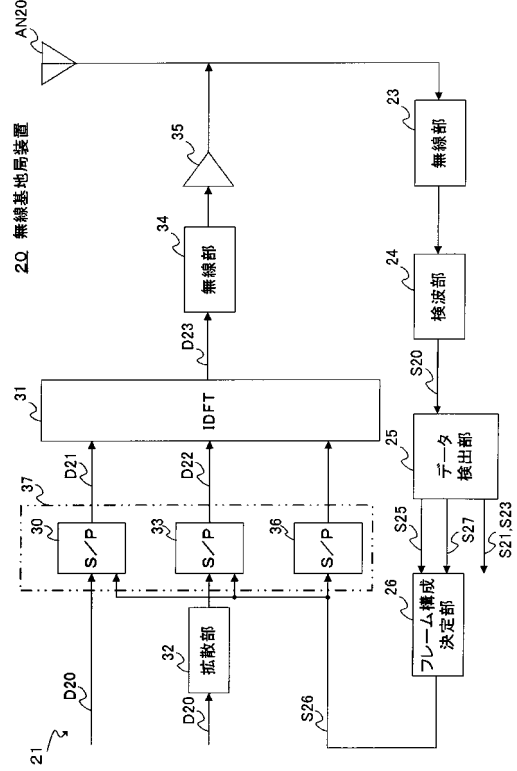 20 無線基地局装置
AN20
21
D20
37
30
S/P
D21
31
IDFT
D23
34
無線部
35
D20
32
拡散部
33
S/P
D22
36
S/P
S26
26
フレーム構成
決定部
S25
S27
S21,S23
25
データ
検出部
S20
24
検波部
23
無線部